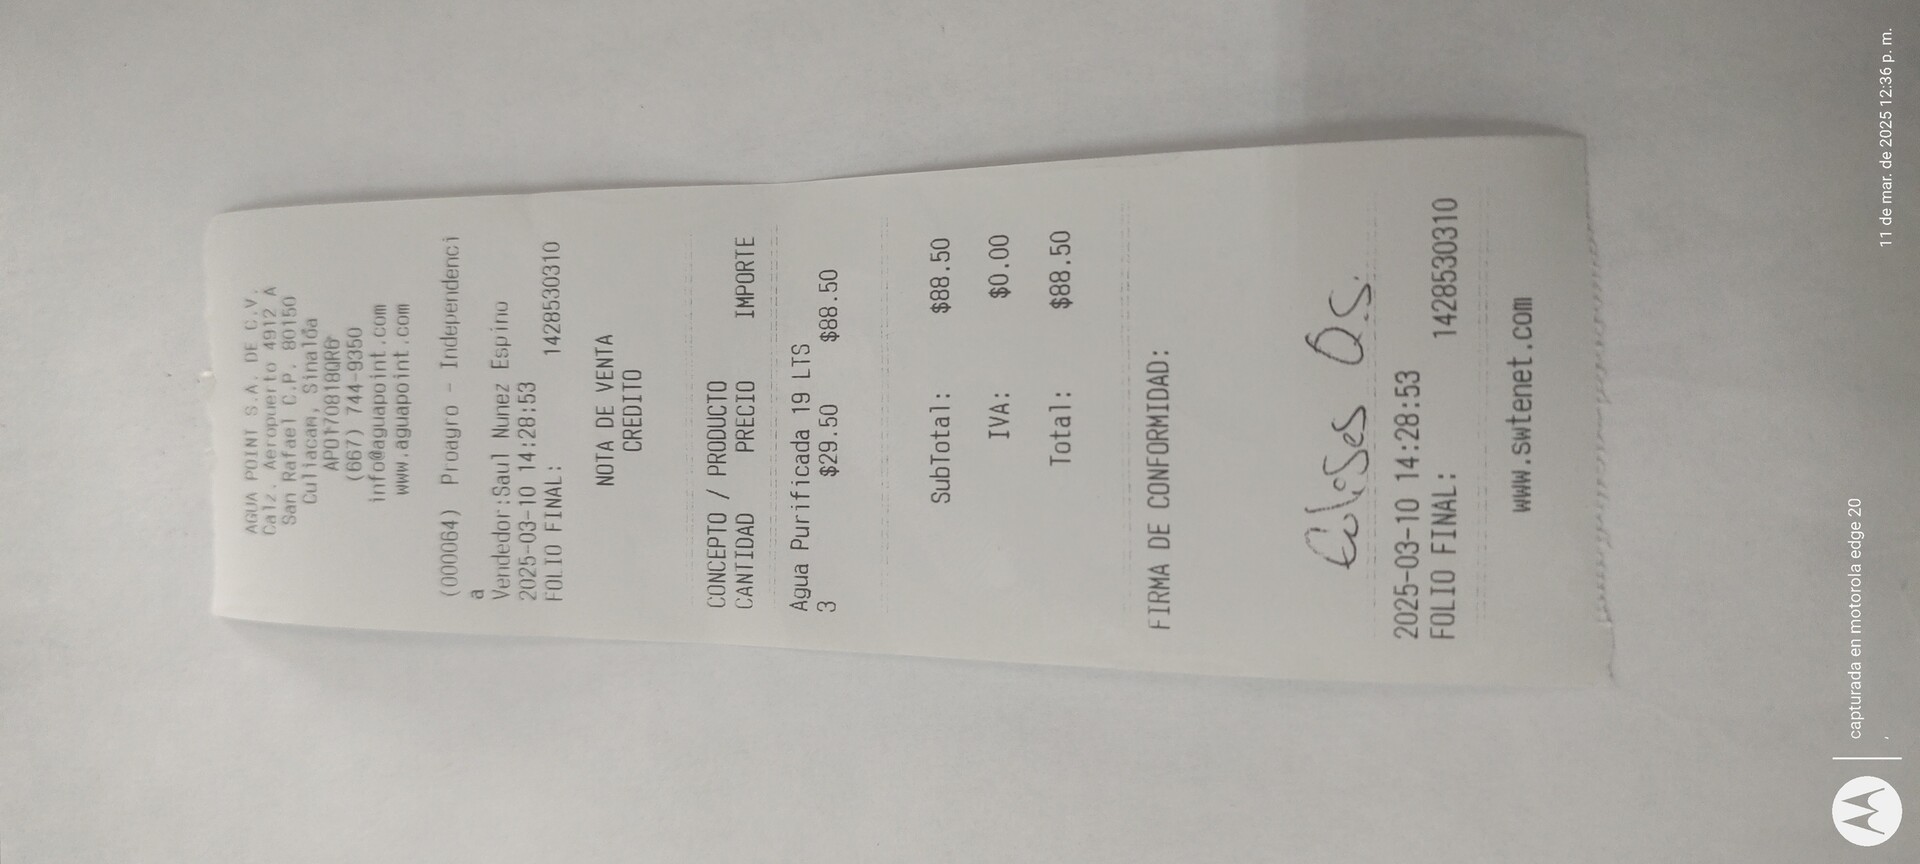 AGUA POINT S.A. DE C.V.
Calz. Aeropuerto 4912 A
San Rafael C.P. 80150
Culiacan, Sinaloa
APO170818QR6
(667) 744-9350
info@aguapoint.com
www.aguapoint.com
(000064) Proagro - Independenci
a
Vendedor:Saul Nunez Espino
2025-03-10 14:28:53
FOLIO FINAL: 1428530310
NOTA DE VENTA
CREDITO
CONCEPTO / PRODUCTO
CANTIDAD PRECIO IMPORTE
Agua Purificada 19 LTS
3 $29.50 $88.50
SubTotal: $88.50
IVA: $0.00
Total: $88.50
FIRMA DE CONFORMIDAD:
2025-03-10 14:28:53
FOLIO FINAL: 1428530310
www.swtenet.com
capturada en motorola edge 20
11 de mar. de 2025 12:36 p. m.